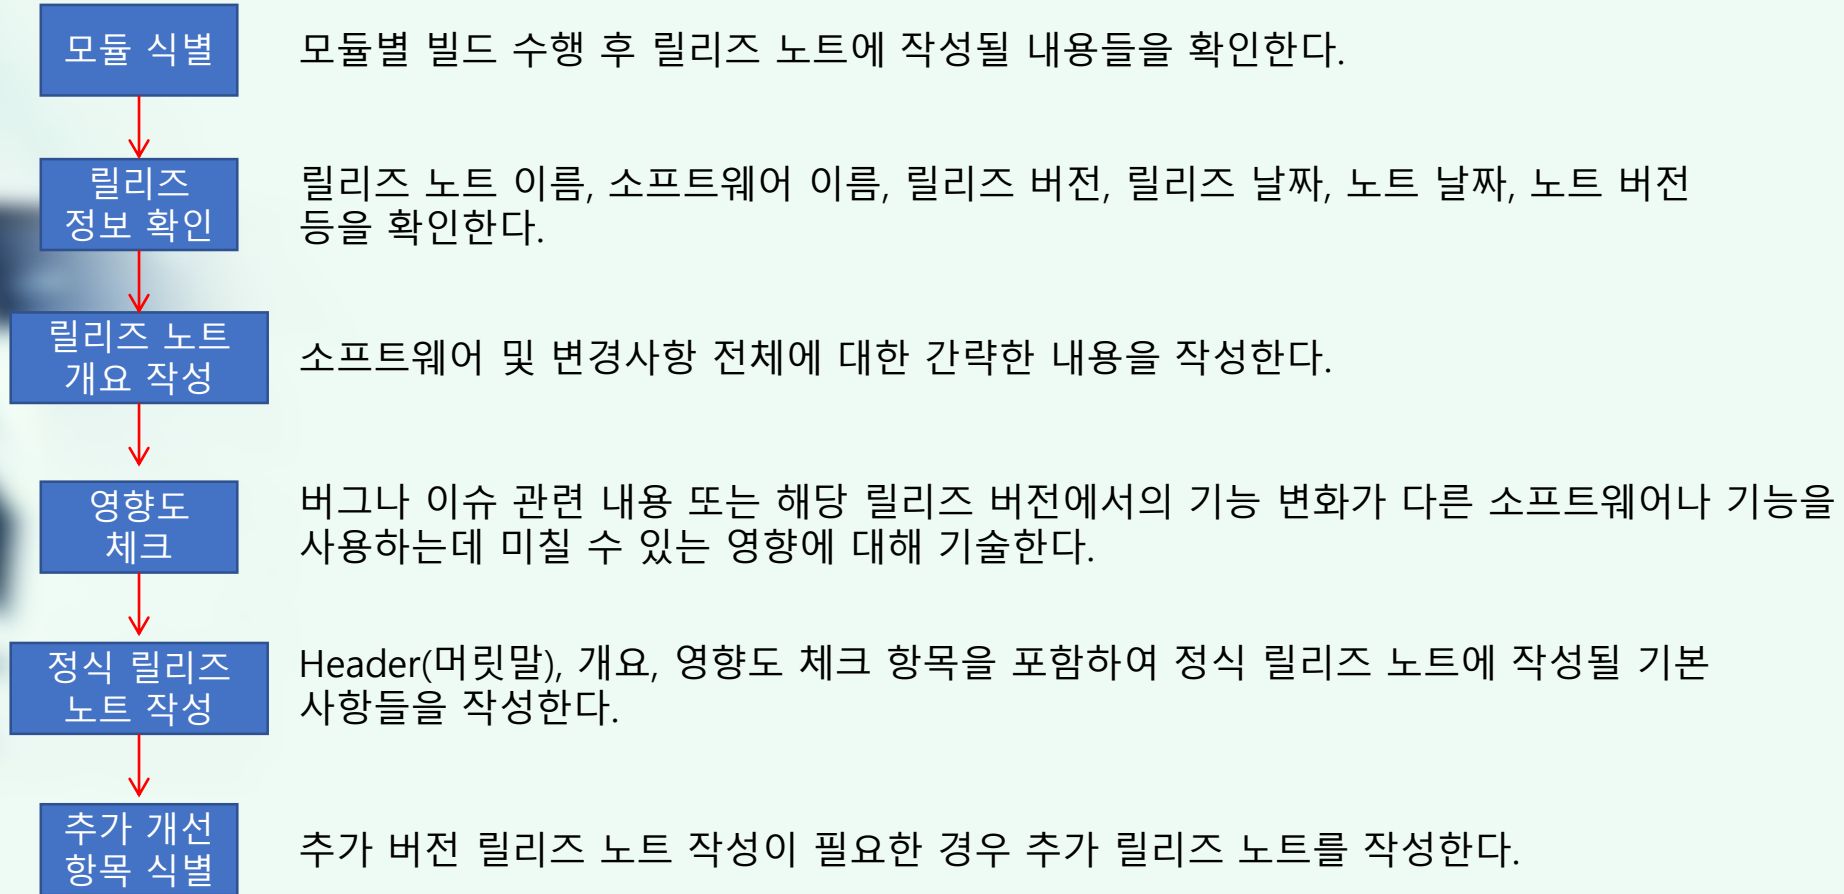 모듈 식별
모듈별 빌드 수행 후 릴리즈 노트에 작성될 내용들을 확인한다.
릴리즈
정보 확인
릴리즈 노트 이름, 소프트웨어 이름, 릴리즈 버전, 릴리즈 날짜, 노트 날짜, 노트 버전
등을 확인한다.
릴리즈 노트
개요 작성
소프트웨어 및 변경사항 전체에 대한 간략한 내용을 작성한다.
영향도
체크
버그나 이슈 관련 내용 또는 해당 릴리즈 버전에서의 기능 변화가 다른 소프트웨어나 기능을
사용하는데 미칠 수 있는 영향에 대해 기술한다.
정식 릴리즈
노트 작성
Header(머릿말), 개요, 영향도 체크 항목을 포함하여 정식 릴리즈 노트에 작성될 기본
사항들을 작성한다.
추가 개선
항목 식별
추가 버전 릴리즈 노트 작성이 필요한 경우 추가 릴리즈 노트를 작성한다.